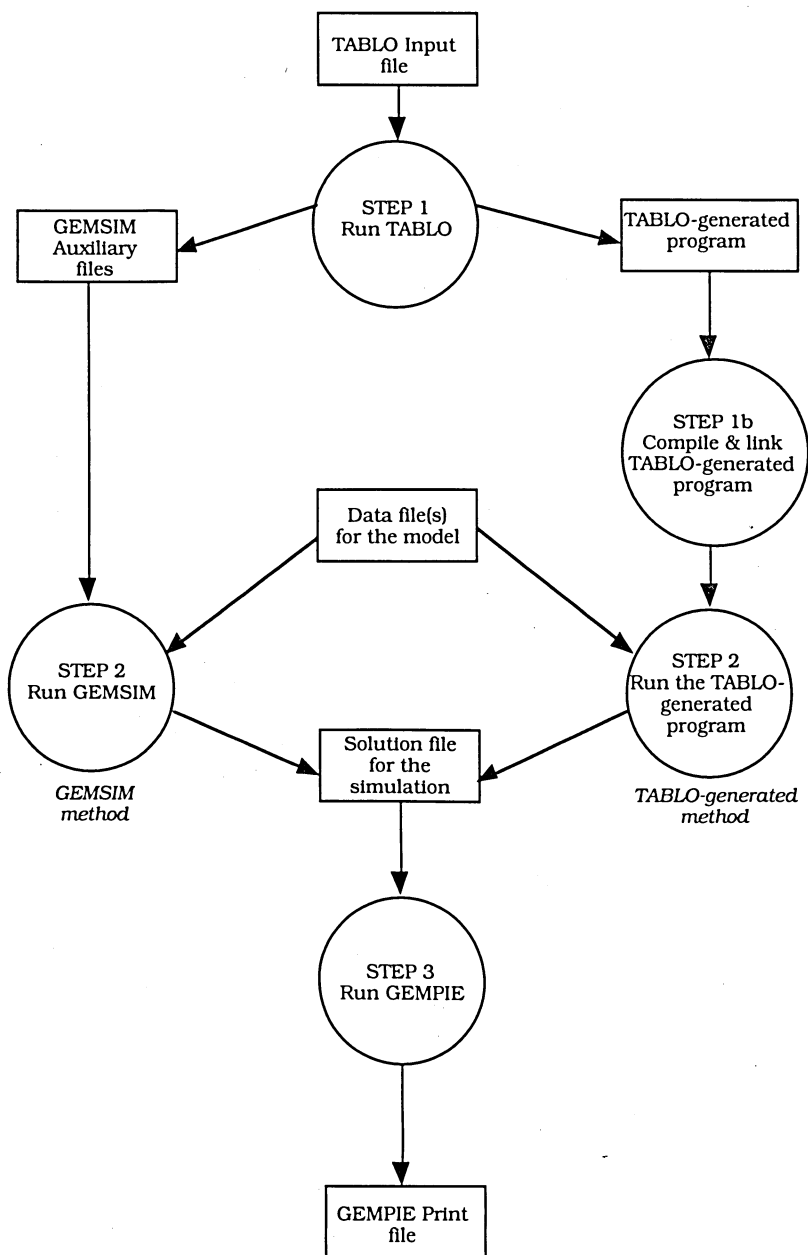 TABLO Input
file
STEP 1
Run TABLO
GEMSIM
Auxiliary
files
TABLO-generated
program
STEP 1b
Compile & link
TABLO-generated
program
Data file(s)
for the model
STEP 2
Run GEMSIM
GEMSIM
method
STEP 2
Run the TABLO-
generated
program
TABLO-generated
method
Solution file
for the
simulation
STEP 3
Run GEMPIE
GEMPIE Print
file